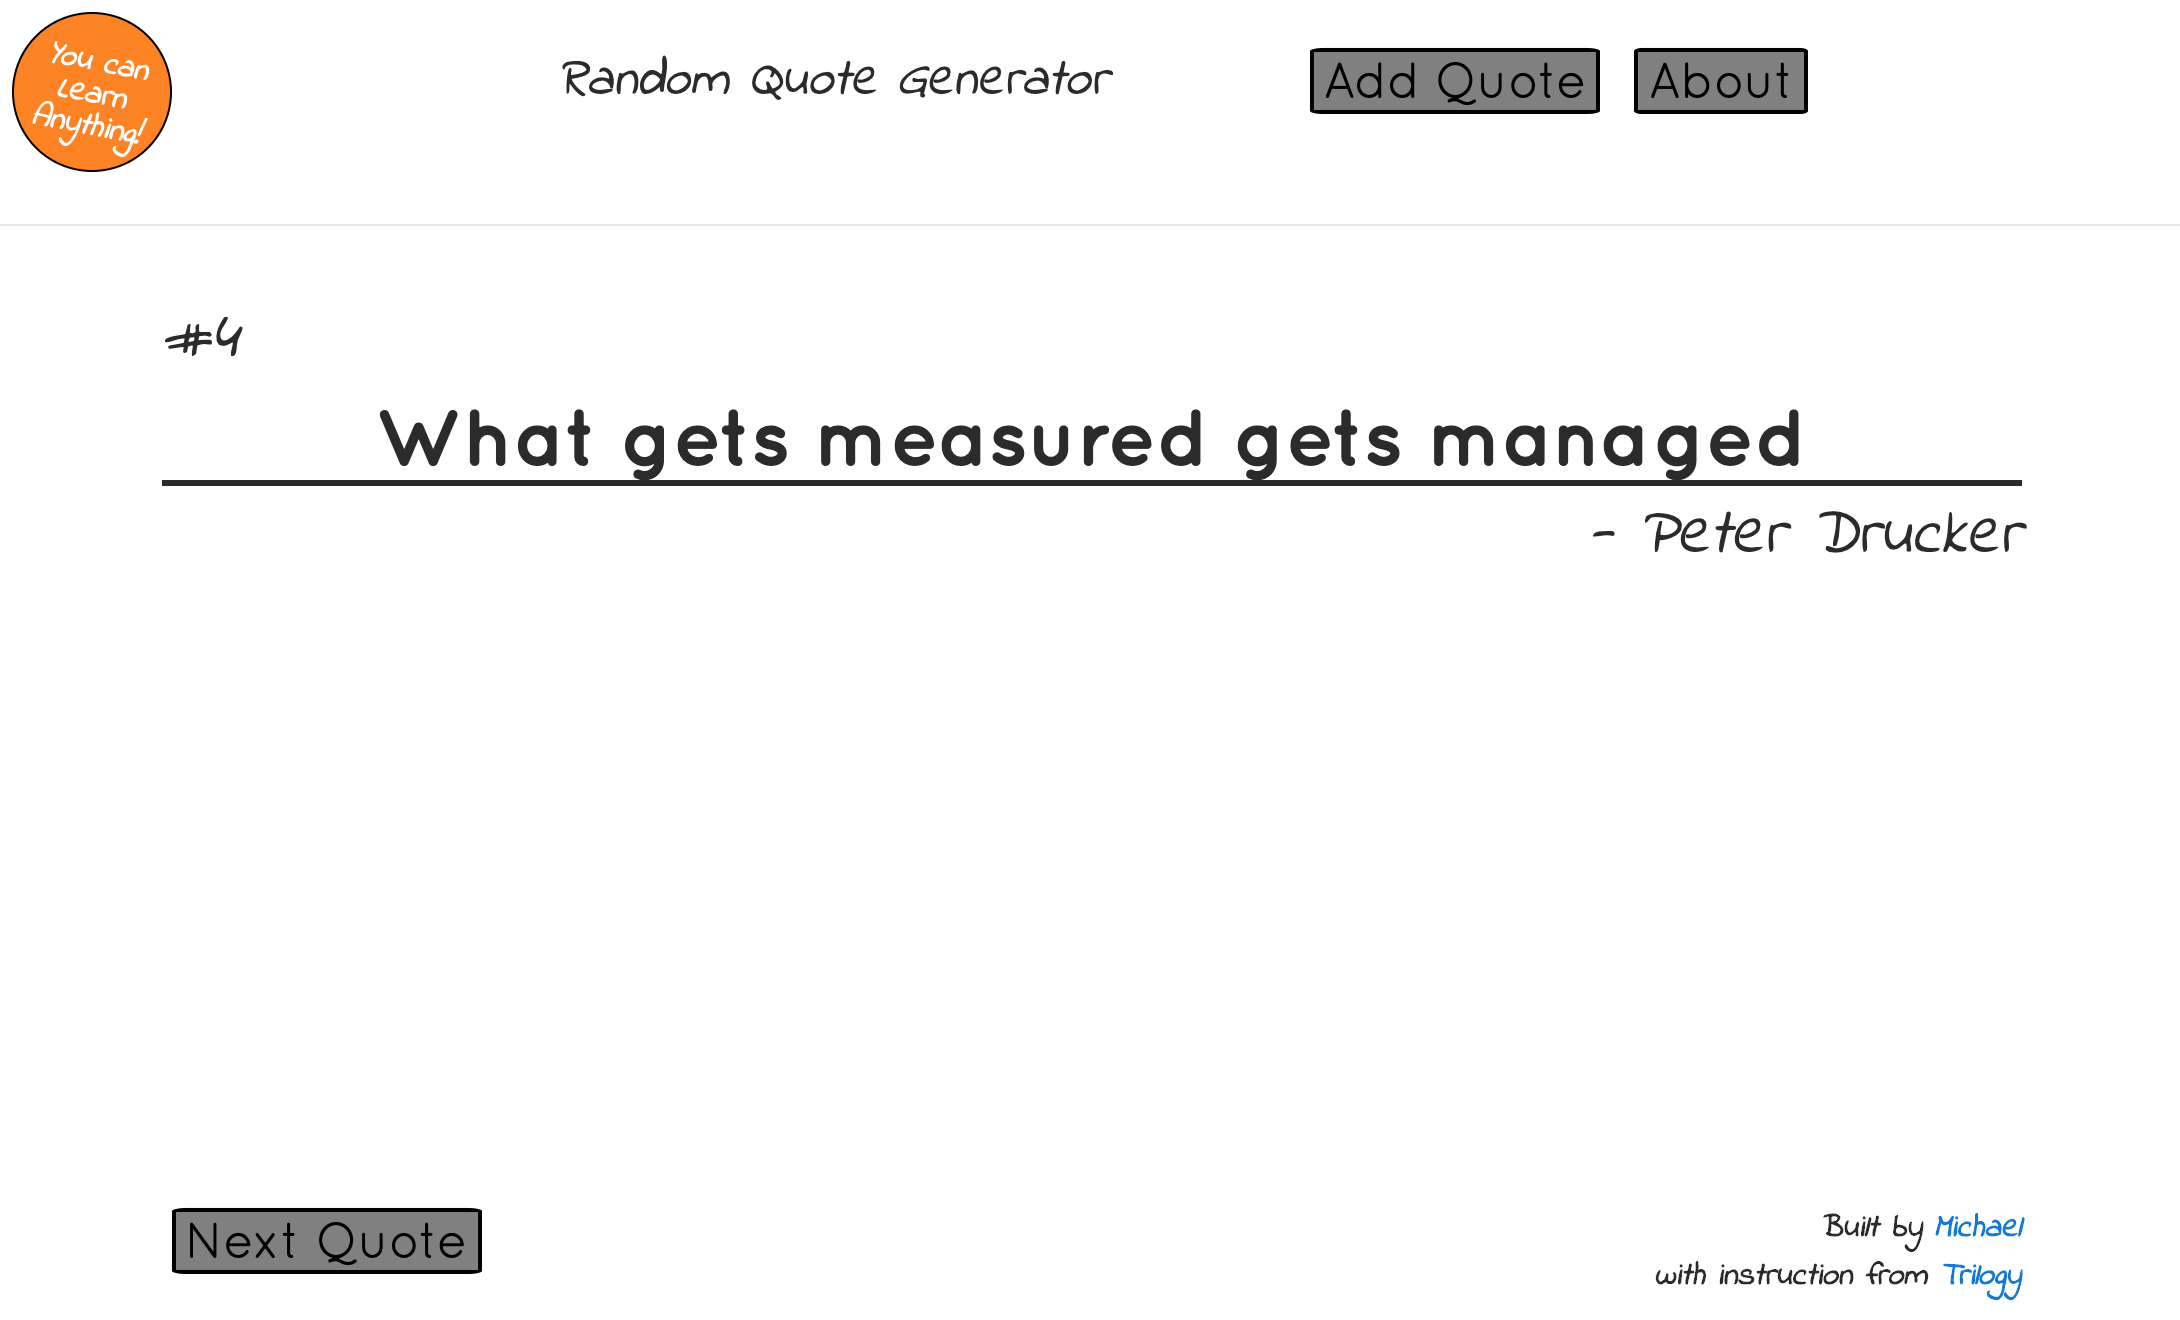 You can
Learn
Anything!
Random Quote Generator
Add Quote
About
#4
What gets measured gets managed
- Peter Drucker
Next Quote
Built by Michael
with instruction from Trilogy